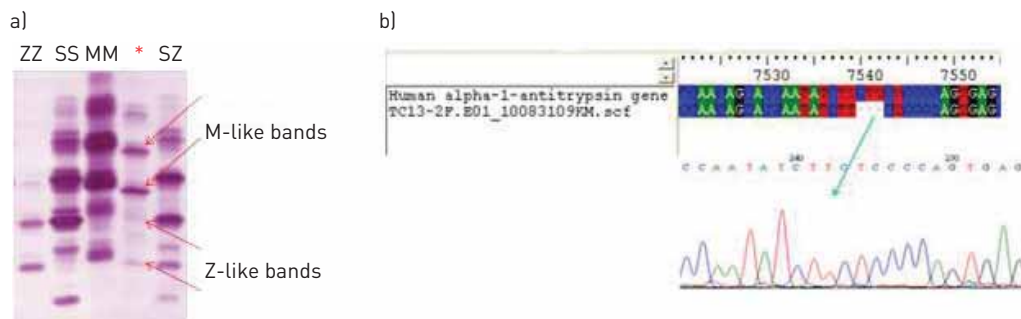 a)
ZZ SS MM * SZ
M-like bands
Z-like bands
b)
7530 7540 7550
Human alpha-1-antitrypsin gene
TC13-2F.E01_10083109KM.scf
C C A A T A T C T T C T C C C C A G T G A G